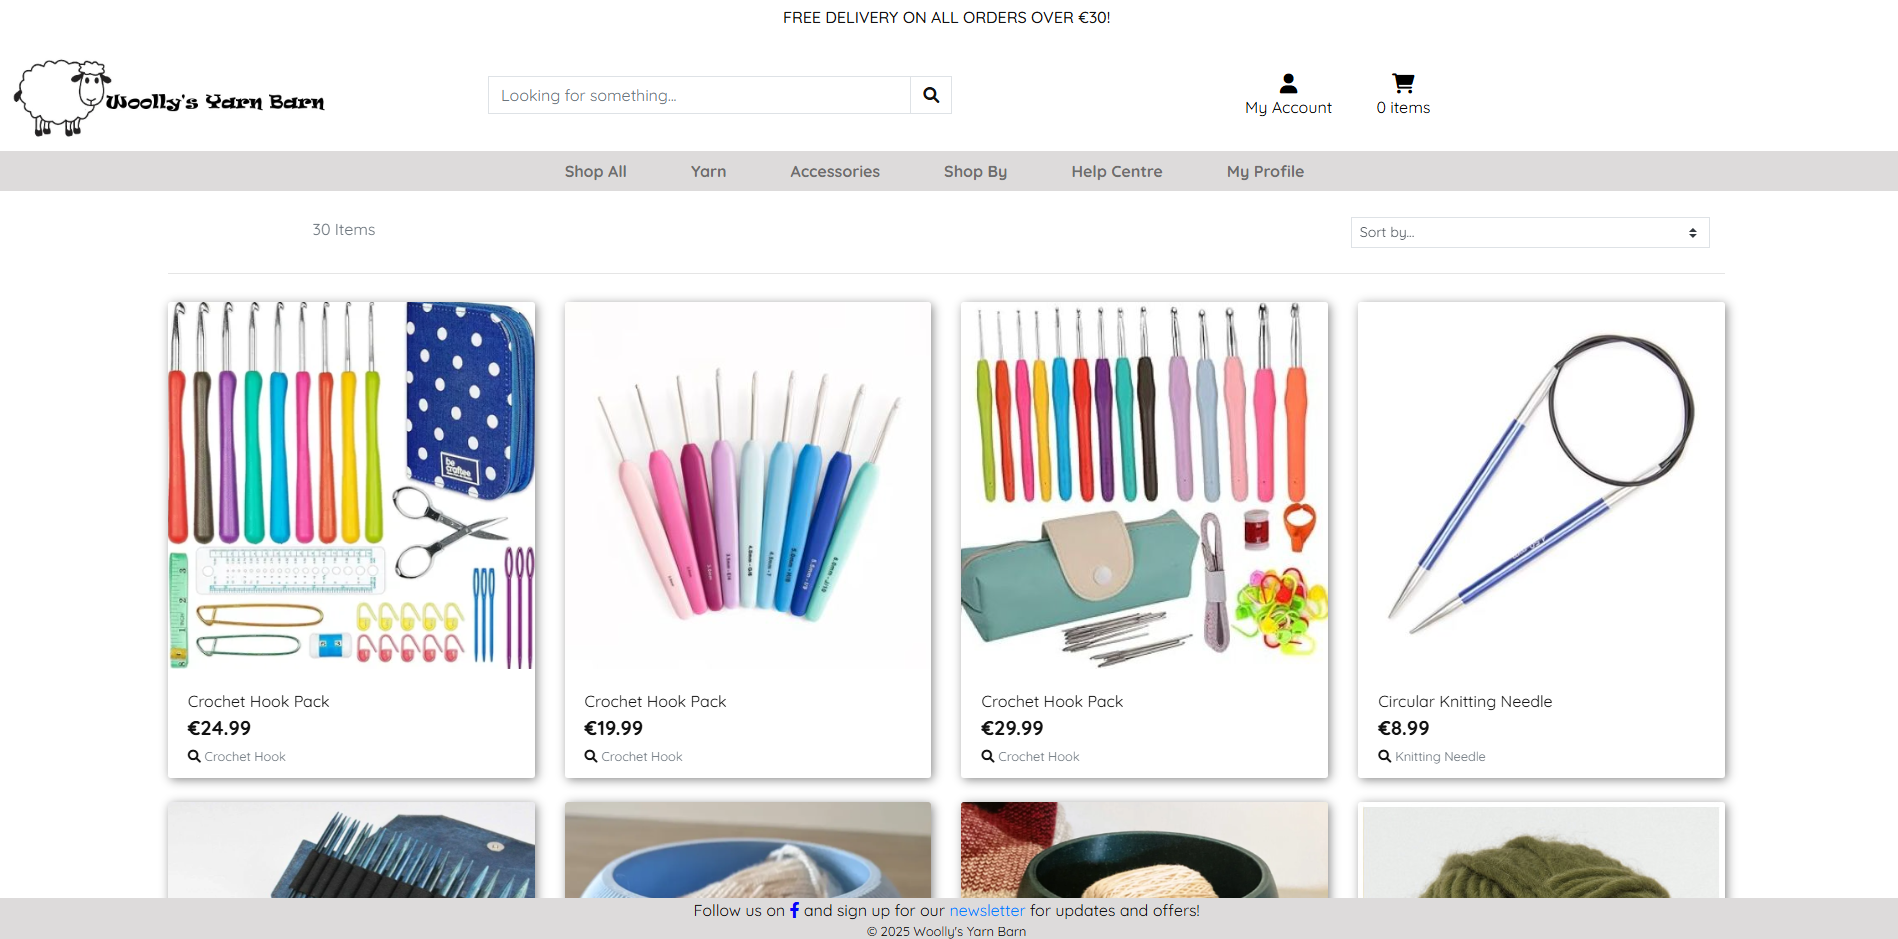 FREE DELIVERY ON ALL ORDERS OVER €30!
Woolly's Yarn Barn
Looking for something...
My Account
0 items
Shop All
Yarn
Accessories
Shop By
Help Centre
My Profile
30 Items
Sort by...
be
craftee
Crochet Hook Pack
€24.99
Crochet Hook
Crochet Hook Pack
€19.99
Crochet Hook
Crochet Hook Pack
€29.99
Crochet Hook
Circular Knitting Needle
€8.99
Knitting Needle
Follow us on and sign up for our newsletter for updates and offers!
© 2025 Woolly's Yarn Barn